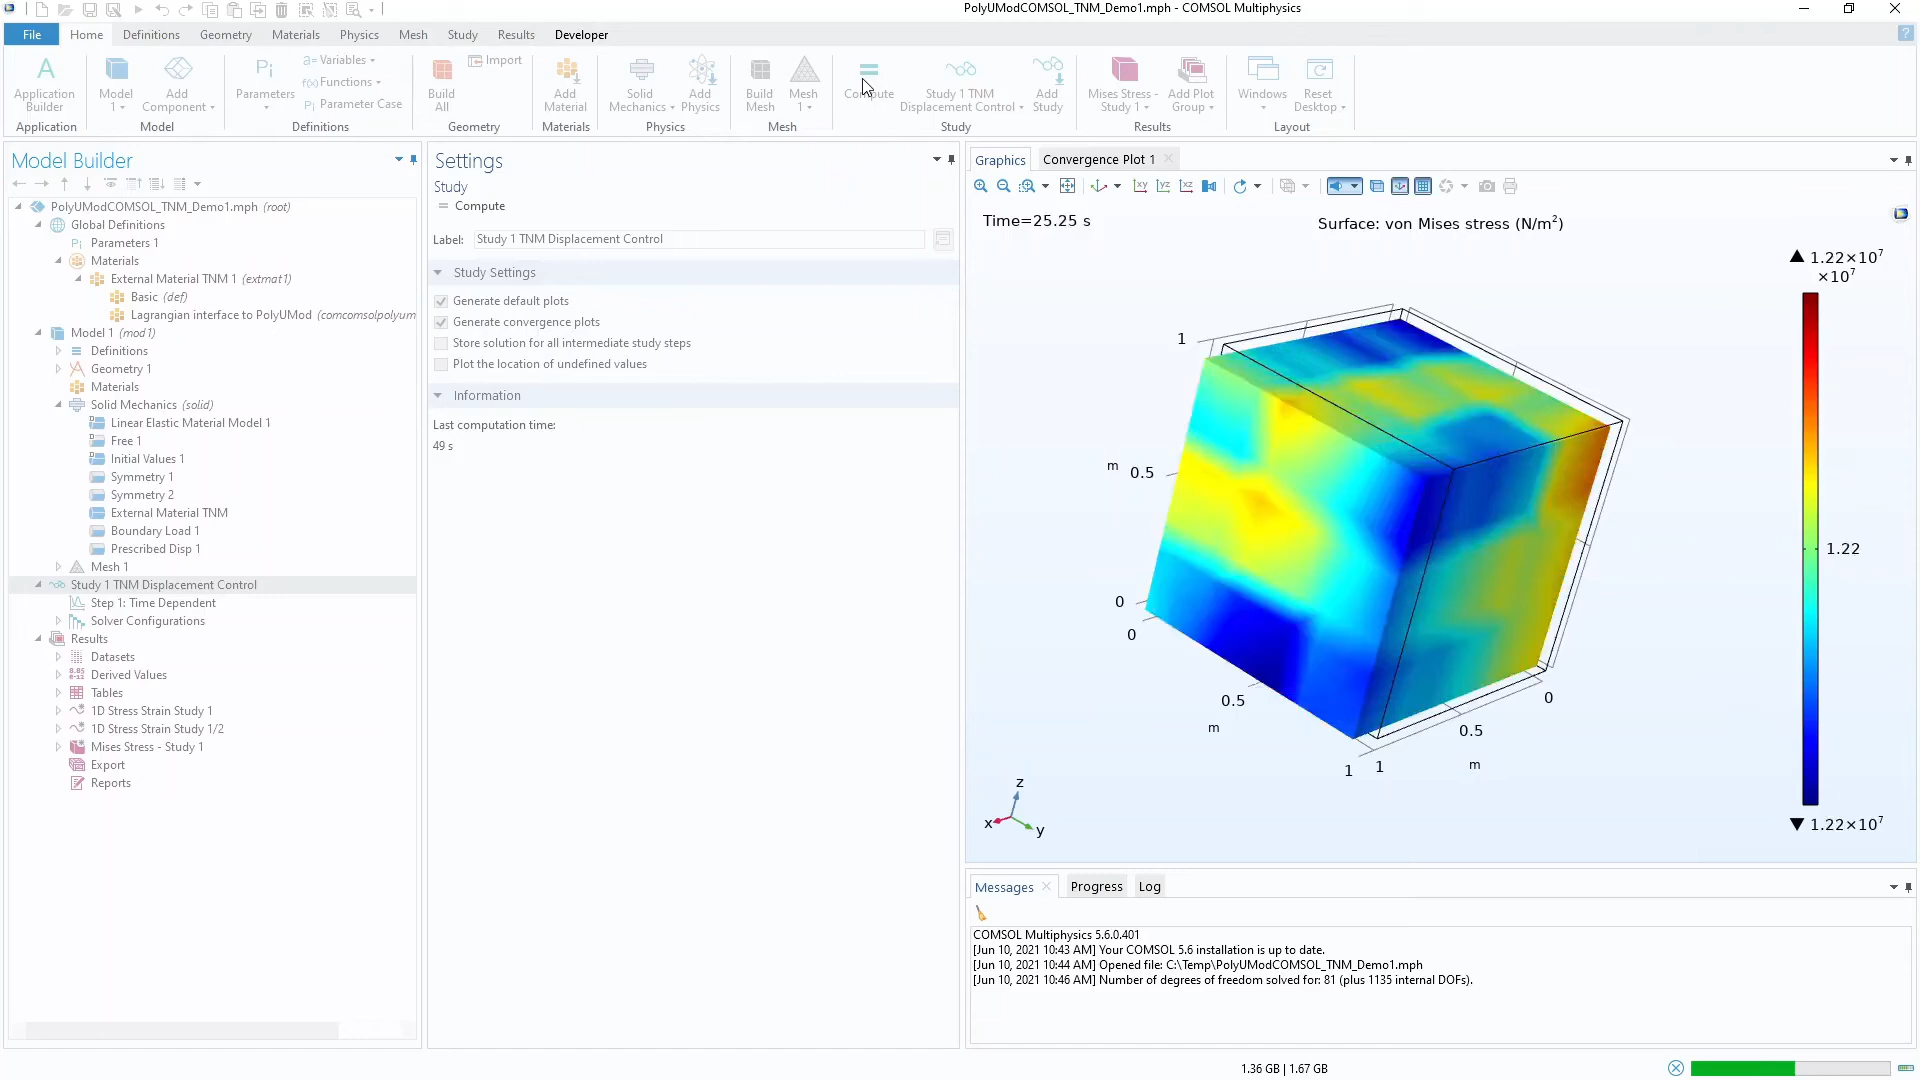 PolyUModCOMSOL_TNM_Demo1.mph - COMSOL Multiphysics
File Home Definitions Geometry Materials Physics Mesh Study Results Developer
Application Builder
Model 1
Add Component
Pi
Parameters
a= Variables
f(x) Functions
Pi Parameter Case
Build All
Import
Add Material
Solid Mechanics
Add Physics
Build Mesh
Mesh 1
Compute
Study 1 TNM Displacement Control
Add Study
Mises Stress - Study 1
Add Plot Group
Windows
Reset Desktop
Application Model Definitions Geometry Materials Physics Mesh Study Results Layout
Model Builder
PolyUModCOMSOL_TNM_Demo1.mph (root)
Global Definitions
Pi Parameters 1
Materials
External Material TNM 1 (extmat1)
Basic (def)
Lagrangian interface to PolyUMod (comcomsolpolyum
Model 1 (mod1)
Definitions
Geometry 1
Materials
Solid Mechanics (solid)
Linear Elastic Material Model 1
Free 1
Initial Values 1
Symmetry 1
Symmetry 2
External Material TNM
Boundary Load 1
Prescribed Disp 1
Mesh 1
Study 1 TNM Displacement Control
Step 1: Time Dependent
Solver Configurations
Results
Datasets
Derived Values
Tables
1D Stress Strain Study 1
1D Stress Strain Study 1/2
Mises Stress - Study 1
Export
Reports
Settings
Study
= Compute
Label: Study 1 TNM Displacement Control
Study Settings
Generate default plots
Generate convergence plots
Store solution for all intermediate study steps
Plot the location of undefined values
Information
Last computation time:
49 s
Graphics Convergence Plot 1
xy yz xz
Time=25.25 s
Surface: von Mises stress (N/m²)
▲ 1.22×10⁷
×10⁷
1
m 0.5
0
0
0.5
m
1
1
0.5
m
0
1.22
▼ 1.22×10⁷
z
x
y
Messages Progress Log
COMSOL Multiphysics 5.6.0.401
[Jun 10, 2021 10:43 AM] Your COMSOL 5.6 installation is up to date.
[Jun 10, 2021 10:44 AM] Opened file: C:\Temp\PolyUModCOMSOL_TNM_Demo1.mph
[Jun 10, 2021 10:46 AM] Number of degrees of freedom solved for: 81 (plus 1135 internal DOFs).
1.36 GB | 1.67 GB